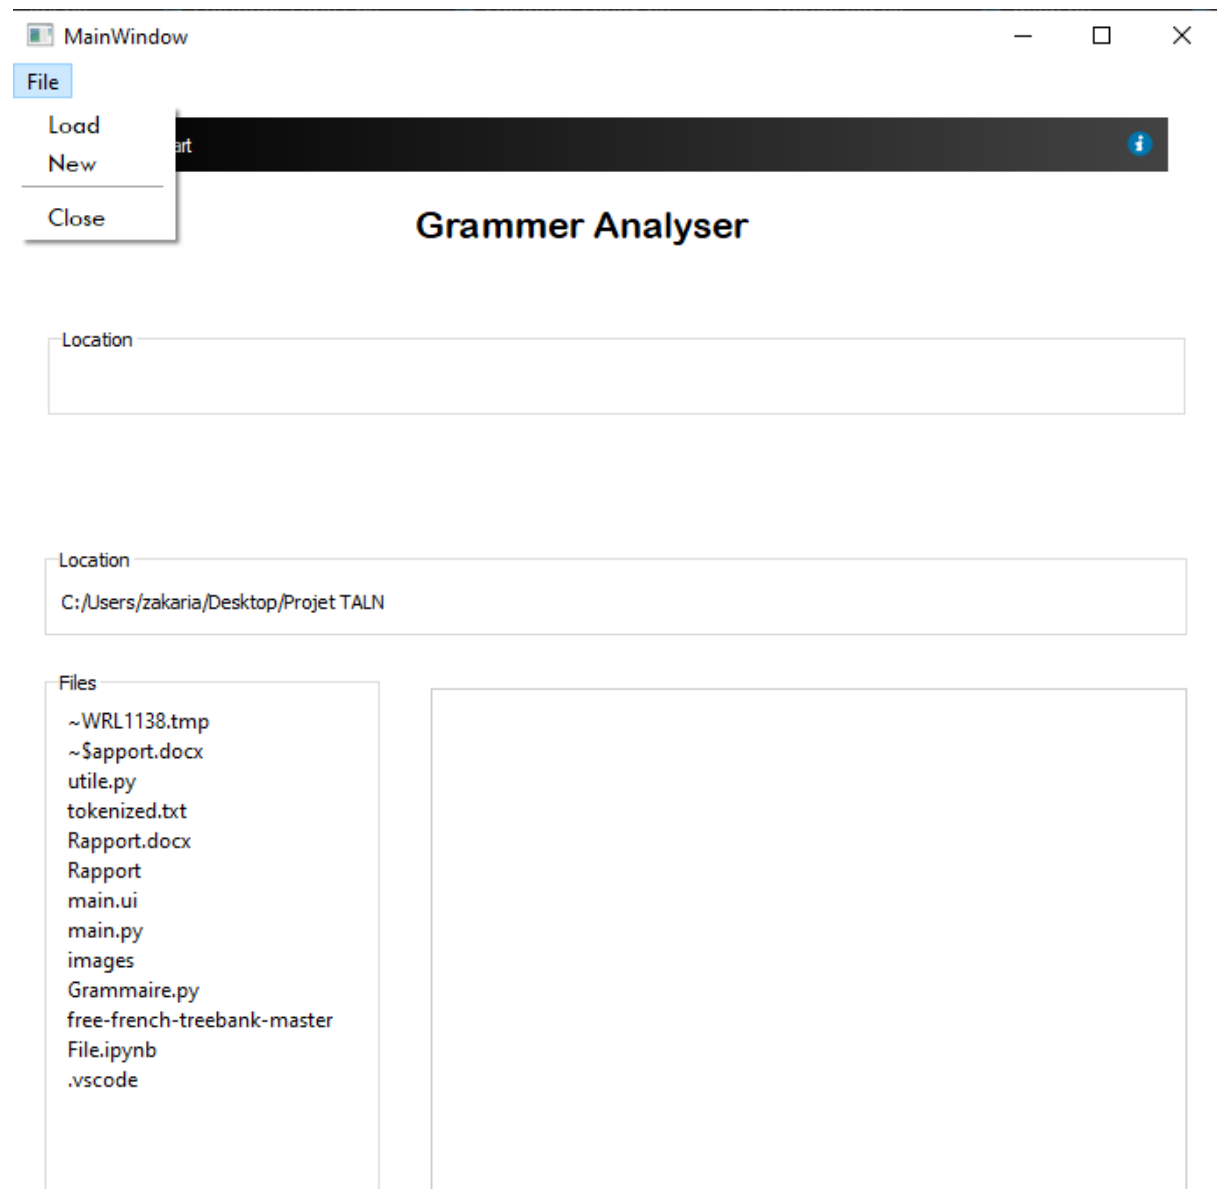 MainWindow
File
Load
art
New
Close
Grammer Analyser
Location
Location
C:/Users/zakaria/Desktop/Projet TALN
Files
~WRL1138.tmp
~$apport.docx
utile.py
tokenized.txt
Rapport.docx
Rapport
main.ui
main.py
images
Grammaire.py
free-french-treebank-master
File.ipynb
.vscode